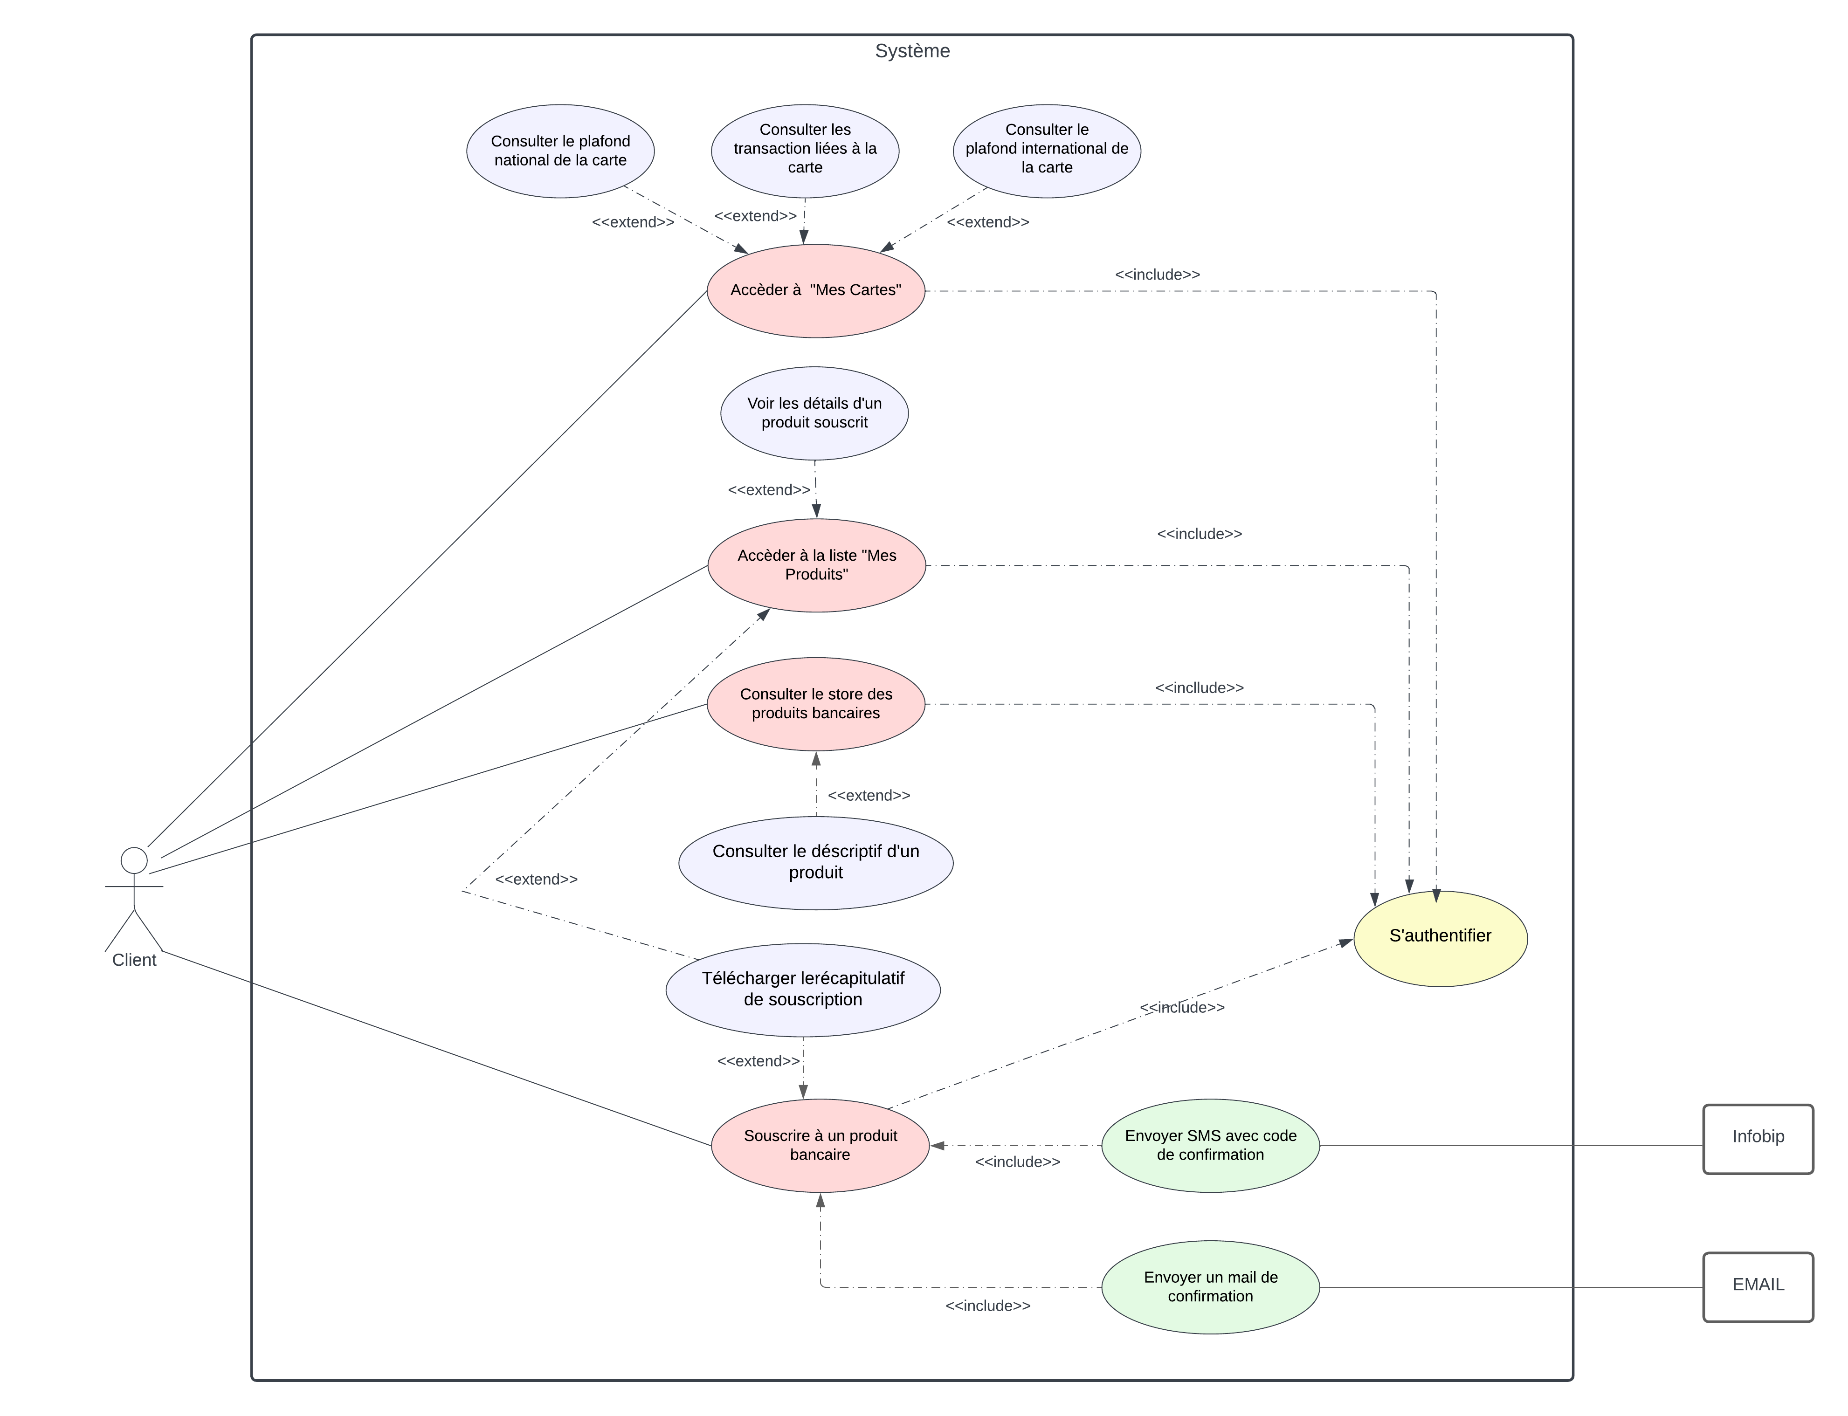 Système
Consulter le plafond
national de la carte
Consulter les
transaction liées à la
carte
Consulter le
plafond international de
la carte
<<extend>>
<<extend>>
<<extend>>
Accèder à  "Mes Cartes"
<<include>>
Voir les détails d'un
produit souscrit
<<extend>>
Accèder à la liste "Mes
Produits"
<<include>>
Consulter le store des
produits bancaires
<<incllude>>
<<extend>>
Consulter le déscriptif d'un
produit
<<extend>>
Client
S'authentifier
Télécharger lerécapitulatif
de souscription
<<include>>
<<extend>>
Souscrire à un produit
bancaire
<<include>>
Envoyer SMS avec code
de confirmation
Infobip
Envoyer un mail de
confirmation
<<include>>
EMAIL